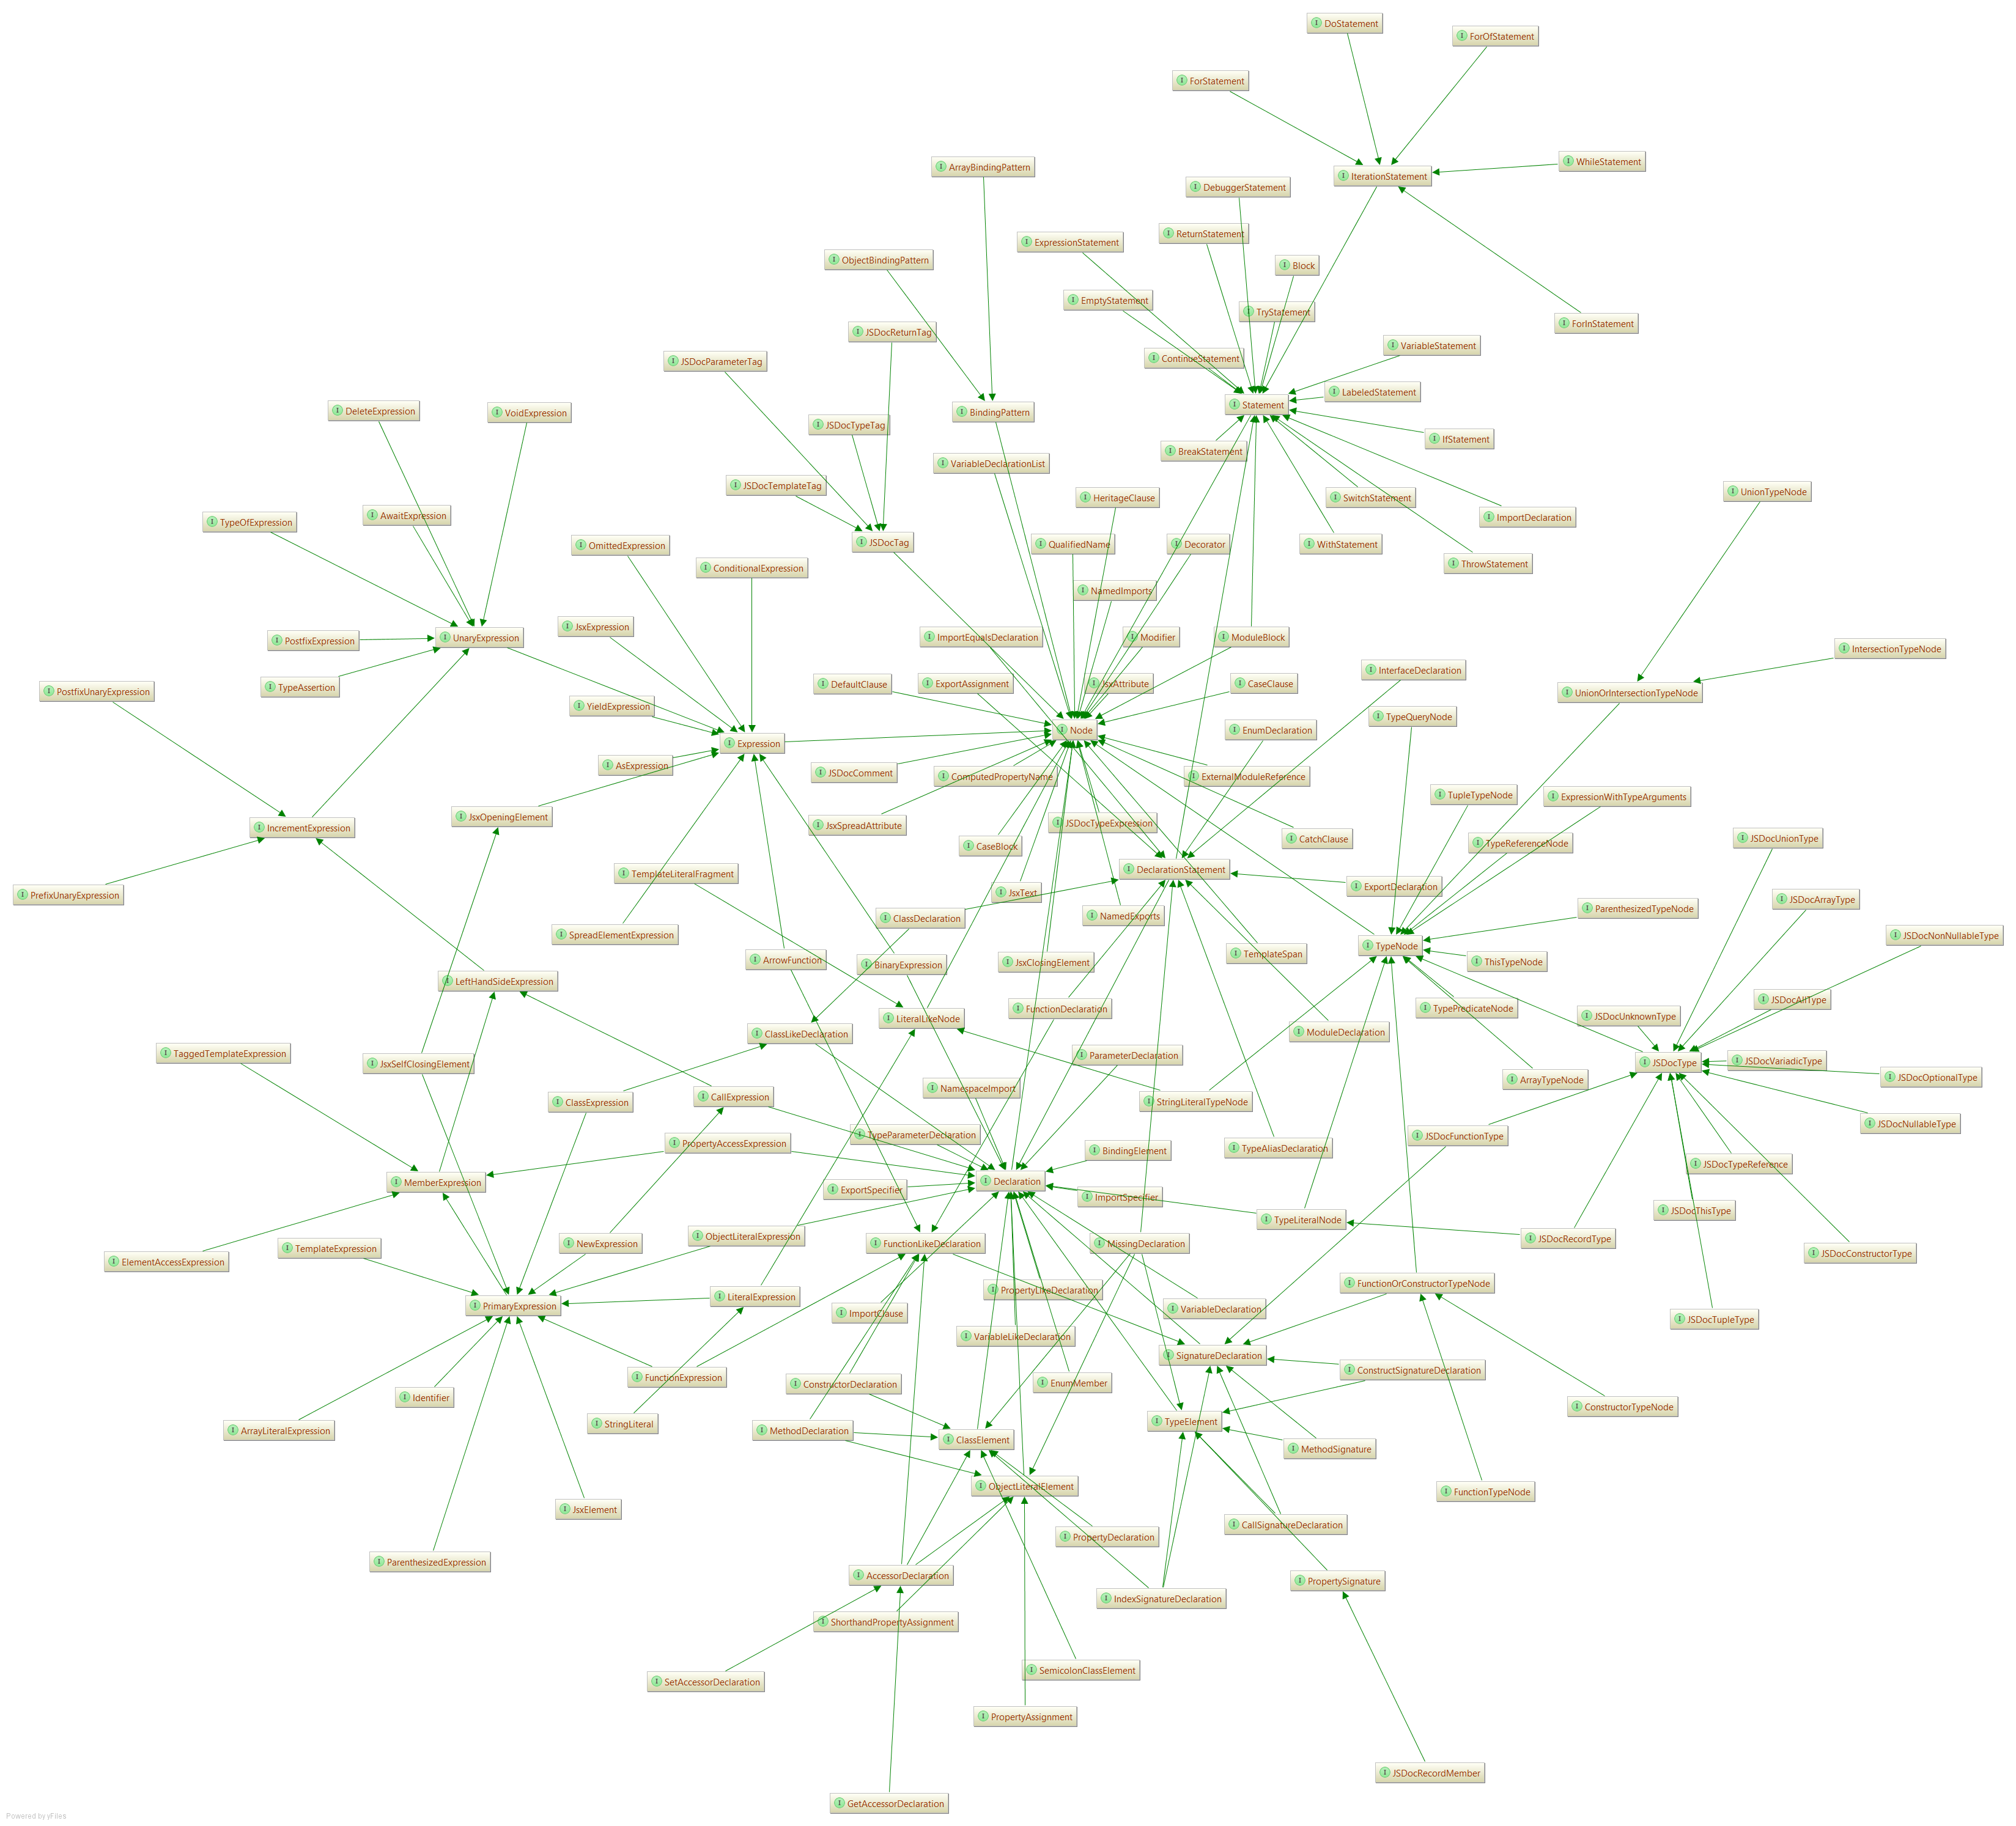 DoStatement
ForOfStatement
ForStatement
WhileStatement
ArrayBindingPattern
IterationStatement
DebuggerStatement
ReturnStatement
ExpressionStatement
ObjectBindingPattern
Block
EmptyStatement
TryStatement
ForInStatement
JSDocReturnTag
VariableStatement
ContinueStatement
JSDocParameterTag
LabeledStatement
Statement
DeleteExpression
VoidExpression
BindingPattern
JSDocTypeTag
IfStatement
BreakStatement
VariableDeclarationList
JSDocTemplateTag
UnionTypeNode
HeritageClause
SwitchStatement
AwaitExpression
ImportDeclaration
TypeOfExpression
JSDocTag
OmittedExpression
QualifiedName
Decorator
WithStatement
ThrowStatement
ConditionalExpression
NamedImports
JsxExpression
UnaryExpression
ImportEqualsDeclaration
Modifier
ModuleBlock
PostfixExpression
IntersectionTypeNode
InterfaceDeclaration
DefaultClause
ExportAssignment
JsxAttribute
CaseClause
TypeAssertion
PostfixUnaryExpression
UnionOrIntersectionTypeNode
YieldExpression
TypeQueryNode
Node
EnumDeclaration
Expression
AsExpression
JSDocComment
ComputedPropertyName
ExternalModuleReference
TupleTypeNode
ExpressionWithTypeArguments
JsxOpeningElement
JsxSpreadAttribute
JSDocTypeExpression
IncrementExpression
CatchClause
JSDocUnionType
TypeReferenceNode
CaseBlock
DeclarationStatement
TemplateLiteralFragment
ExportDeclaration
PrefixUnaryExpression
JsxText
JSDocArrayType
ParenthesizedTypeNode
ClassDeclaration
NamedExports
SpreadElementExpression
JSDocNonNullableType
TypeNode
TemplateSpan
ArrowFunction
BinaryExpression
JsxClosingElement
ThisTypeNode
LeftHandSideExpression
JSDocAllType
FunctionDeclaration
TypePredicateNode
JSDocUnknownType
LiteralLikeNode
ModuleDeclaration
ClassLikeDeclaration
TaggedTemplateExpression
ParameterDeclaration
JSDocVariadicType
JsxSelfClosingElement
JSDocType
JSDocOptionalType
ArrayTypeNode
NamespaceImport
CallExpression
ClassExpression
StringLiteralTypeNode
JSDocNullableType
TypeParameterDeclaration
JSDocFunctionType
PropertyAccessExpression
TypeAliasDeclaration
BindingElement
JSDocTypeReference
MemberExpression
Declaration
ExportSpecifier
ImportSpecifier
JSDocThisType
TypeLiteralNode
ObjectLiteralExpression
JSDocRecordType
NewExpression
FunctionLikeDeclaration
MissingDeclaration
TemplateExpression
JSDocConstructorType
ElementAccessExpression
FunctionOrConstructorTypeNode
PropertyLikeDeclaration
LiteralExpression
PrimaryExpression
VariableDeclaration
ImportClause
JSDocTupleType
VariableLikeDeclaration
SignatureDeclaration
ConstructSignatureDeclaration
FunctionExpression
EnumMember
ConstructorDeclaration
Identifier
ConstructorTypeNode
TypeElement
StringLiteral
ArrayLiteralExpression
MethodDeclaration
ClassElement
MethodSignature
ObjectLiteralElement
FunctionTypeNode
JsxElement
CallSignatureDeclaration
PropertyDeclaration
ParenthesizedExpression
AccessorDeclaration
PropertySignature
IndexSignatureDeclaration
ShorthandPropertyAssignment
SemicolonClassElement
SetAccessorDeclaration
PropertyAssignment
JSDocRecordMember
GetAccessorDeclaration
Powered by yFiles